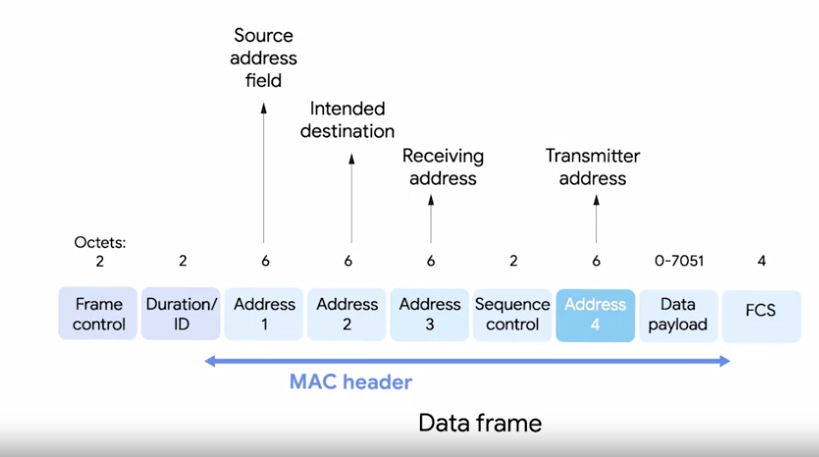 Source
address
field
Intended
destination
Receiving
address
Transmitter
address
Octets:
2 2 6 6 6 2 6 0-7051 4
Frame control
Duration/ ID
Address 1
Address 2
Address 3
Sequence control
Address 4
Data payload
FCS
MAC header
Data frame